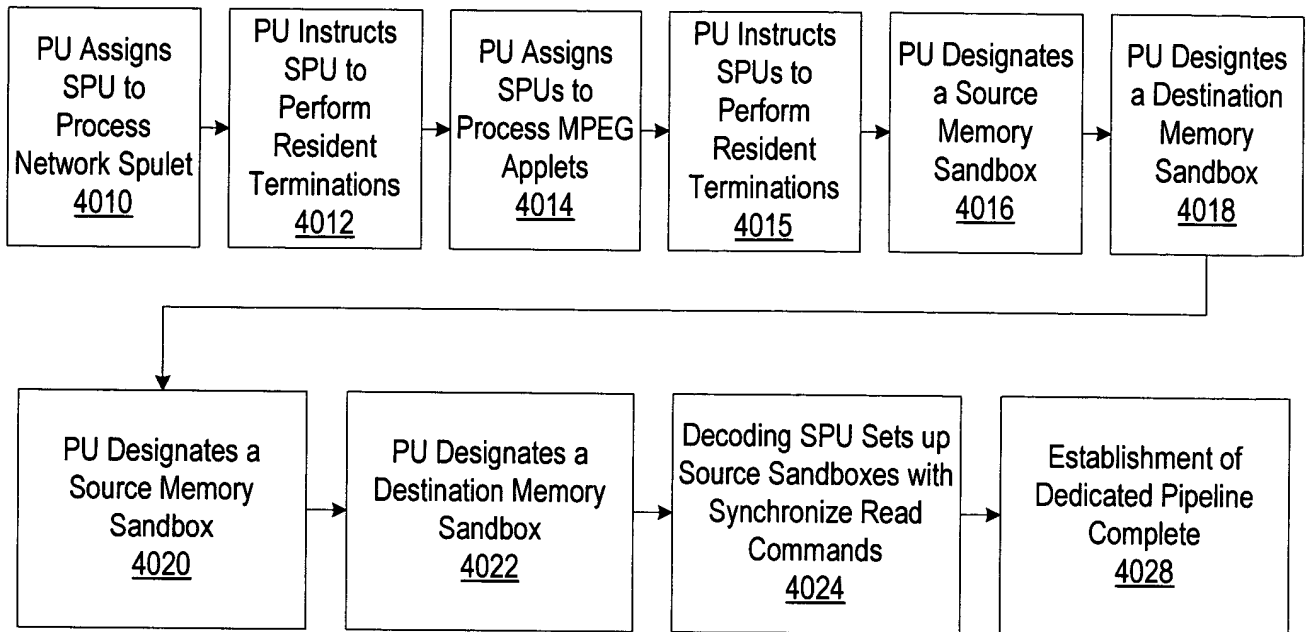 PU Assigns
SPU to
Process
Network Spulet
4010
PU Instructs
SPU to
Perform
Resident
Terminations
4012
PU Assigns
SPUs to
Process MPEG
Applets
4014
PU Instructs
SPUs to
Perform
Resident
Terminations
4015
PU Designates
a Source
Memory
Sandbox
4016
PU Designtes
a Destination
Memory
Sandbox
4018
PU Designates a
Source Memory
Sandbox
4020
PU Designates a
Destination Memory
Sandbox
4022
Decoding SPU Sets up
Source Sandboxes with
Synchronize Read
Commands
4024
Establishment of
Dedicated Pipeline
Complete
4028